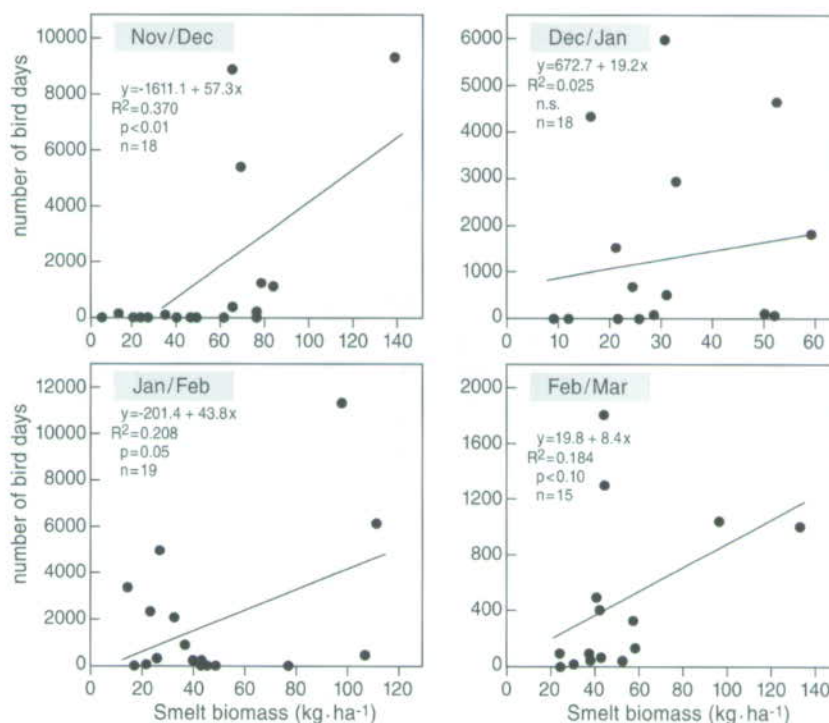 number of bird days
Nov/Dec
y=-1611.1 + 57.3x
R²=0.370
p<0.01
n=18
10000
8000
6000
4000
2000
0
0 20 40 60 80 100 120 140
Dec/Jan
y=672.7 + 19.2x
R²=0.025
n.s.
n=18
6000
5000
4000
3000
2000
1000
0
0 10 20 30 40 50 60
number of bird days
Jan/Feb
y=-201.4 + 43.8x
R²=0.208
p=0.05
n=19
12000
10000
8000
6000
4000
2000
0
0 20 40 60 80 100 120
Smelt biomass (kg.ha⁻¹)
Feb/Mar
y=19.8 + 8.4x
R²=0.184
p<0.10
n=15
2000
1600
1200
800
400
0
0 20 40 60 80 100 120 140
Smelt biomass (kg.ha⁻¹)